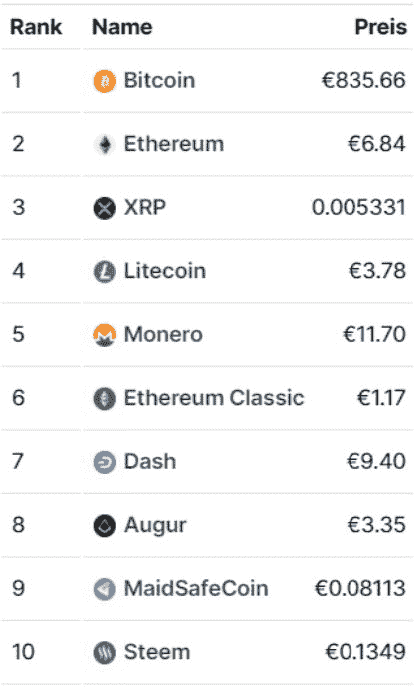 Rank Name Preis
1 Bitcoin €835.66
2 Ethereum €6.84
3 XRP 0.005331
4 Litecoin €3.78
5 Monero €11.70
6 Ethereum Classic €1.17
7 Dash €9.40
8 Augur €3.35
9 MaidSafeCoin €0.08113
10 Steem €0.1349